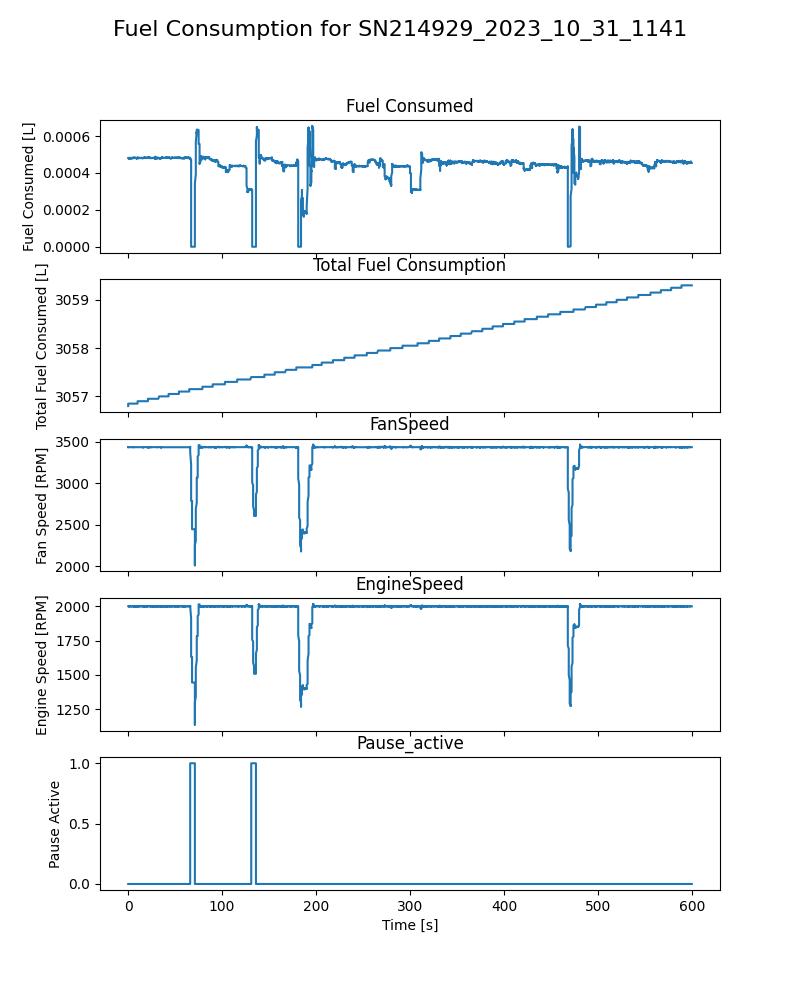 Fuel Consumption for SN214929_2023_10_31_1141
Fuel Consumed
Fuel Consumed [L]
0.0006
0.0004
0.0002
0.0000
Total Fuel Consumption
Total Fuel Consumed [L]
3059
3058
3057
FanSpeed
Fan Speed [RPM]
3500
3000
2500
2000
EngineSpeed
Engine Speed [RPM]
2000
1750
1500
1250
Pause_active
Pause Active
1.0
0.5
0.0
0 100 200 300 400 500 600
Time [s]